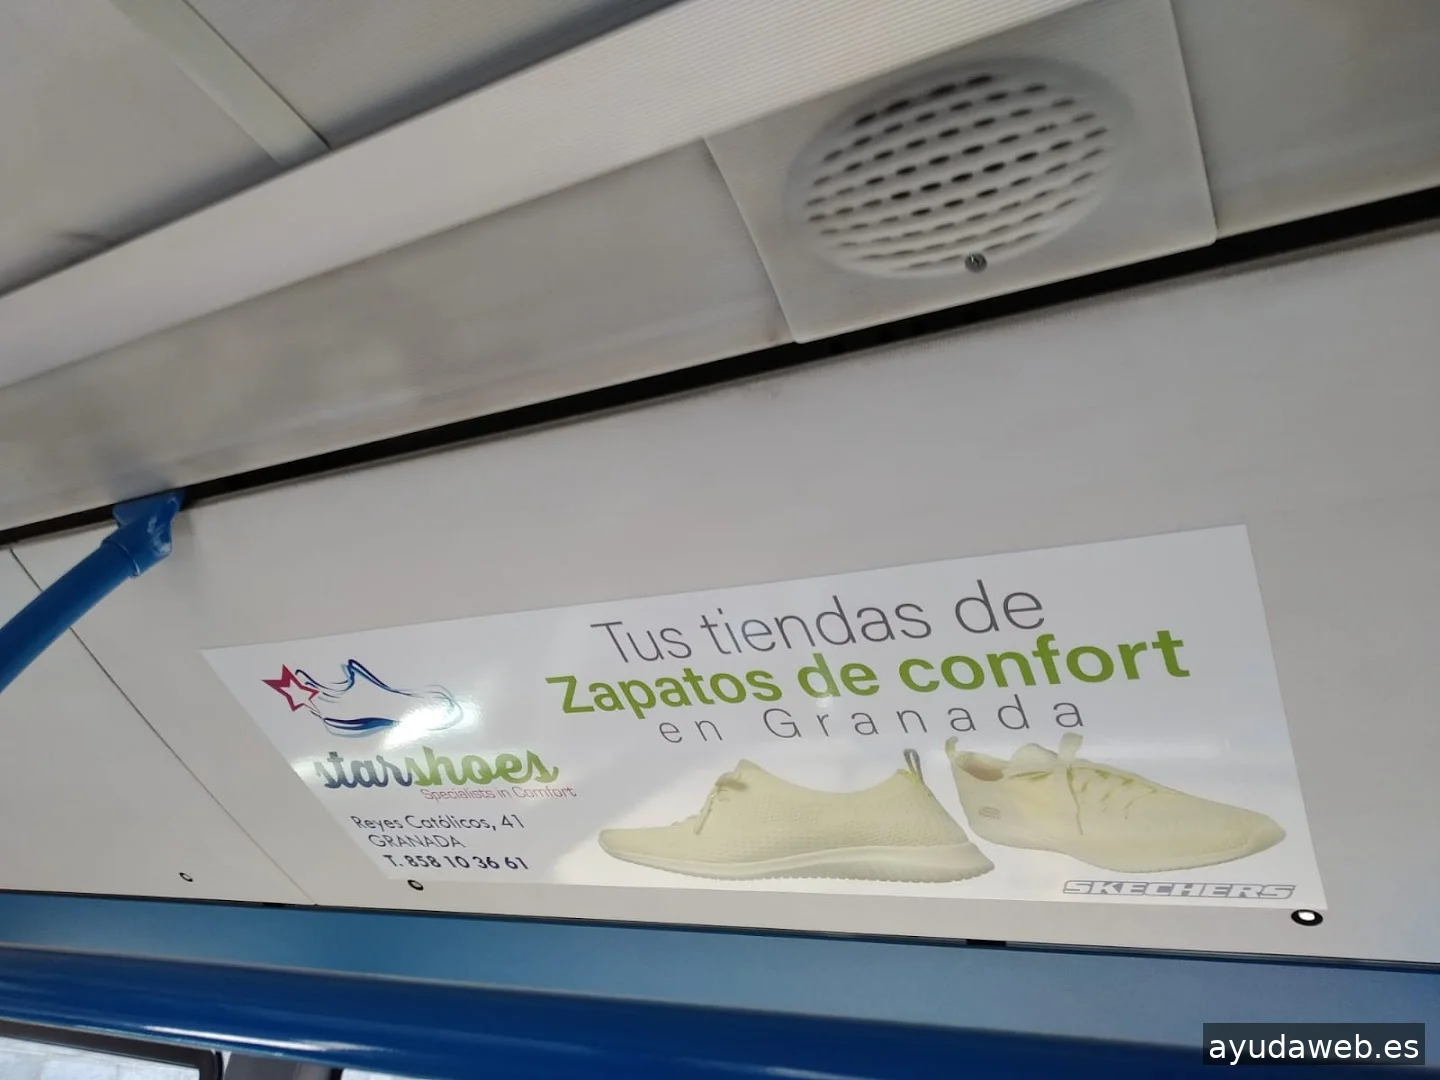 Tus tiendas de
Zapatos de confort
en Granada
starshoes
Specialists in Comfort
Reyes Católicos, 41
GRANADA
T. 858 10 36 61
SKECHERS
ayudaweb.es